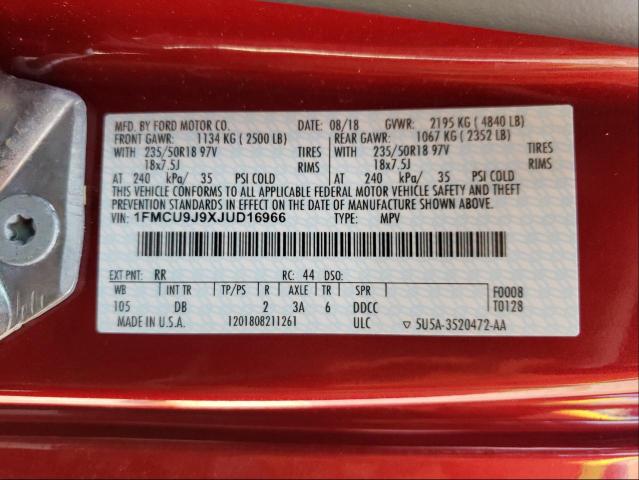 MFD. BY FORD MOTOR CO. DATE: 08/18 GVWR: 2195 KG ( 4840 LB)
FRONT GAWR: 1134 KG ( 2500 LB) REAR GAWR: 1067 KG ( 2352 LB)
WITH 235/50R18 97V TIRES WITH 235/50R18 97V TIRES
18x7.5J RIMS 18x7.5J RIMS
AT 240 kPa/ 35 PSI COLD AT 240 kPa/ 35 PSI COLD
THIS VEHICLE CONFORMS TO ALL APPLICABLE FEDERAL MOTOR VEHICLE SAFETY AND THEFT
PREVENTION STANDARDS IN EFFECT ON THE DATE OF MANUFACTURE SHOWN ABOVE.
VIN: 1FMCU9J9XJUD16966 TYPE: MPV
EXT PNT: RR RC: 44 DSO:
WB INT TR TP/PS R AXLE TR SPR F0008
105 DB 2 3A 6 DDCC T0128
MADE IN U.S.A. 1201808211261 ULC ▽ 5U5A-3520472-AA